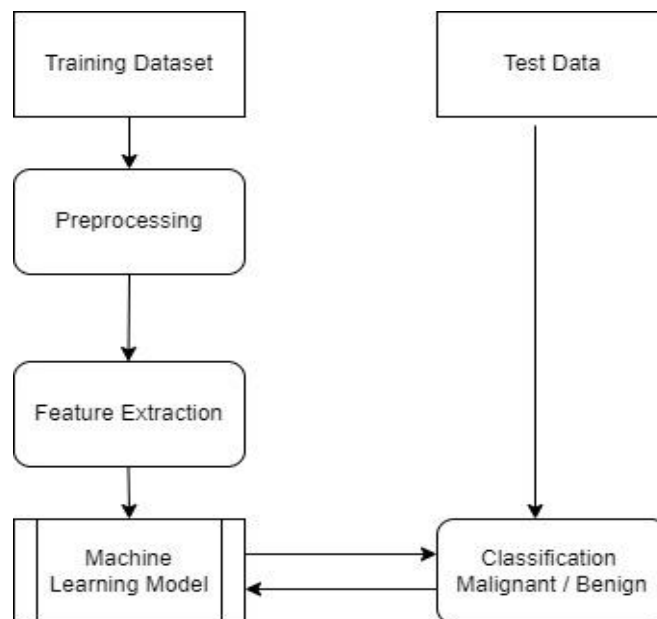 Training Dataset
Test Data
Preprocessing
Feature Extraction
Machine
Learning Model
Classification
Malignant / Benign